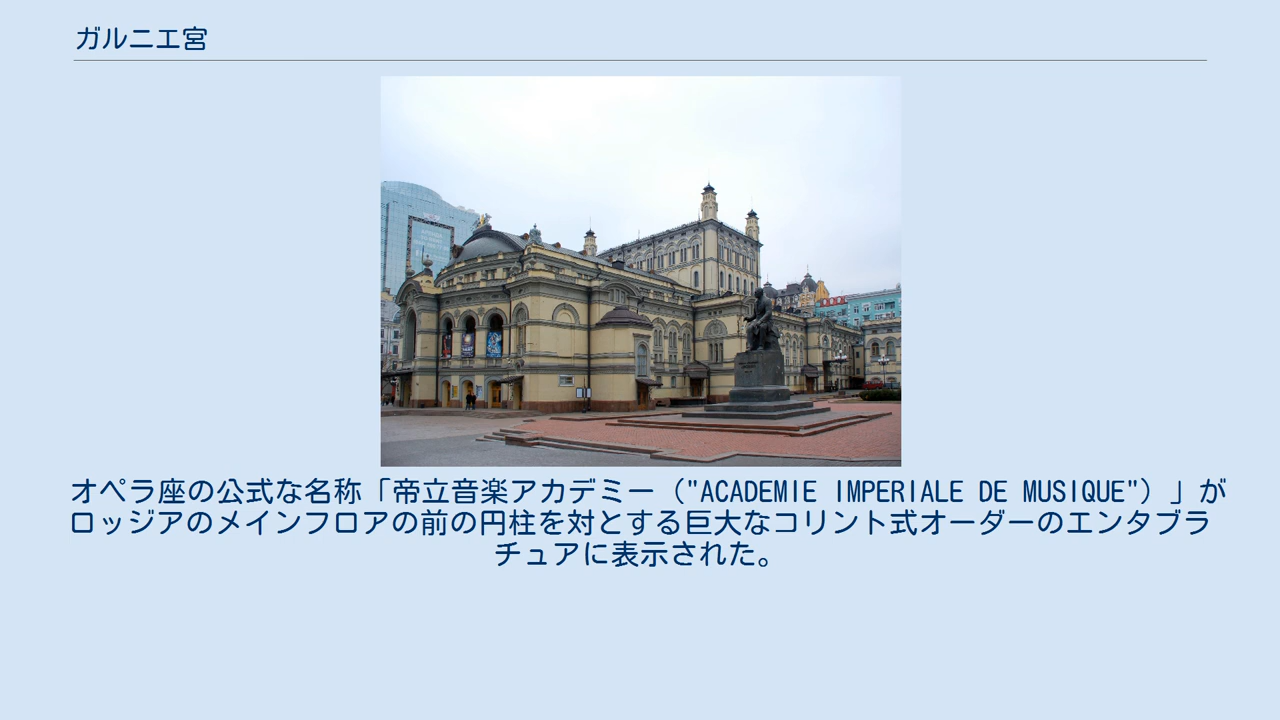 ガルニエ宮
オペラ座の公式な名称「帝立音楽アカデミー（"ACADEMIE IMPERIALE DE MUSIQUE"）」が
ロッジアのメインフロアの前の円柱を対とする巨大なコリント式オーダーのエンタブラ
チュアに表示された。